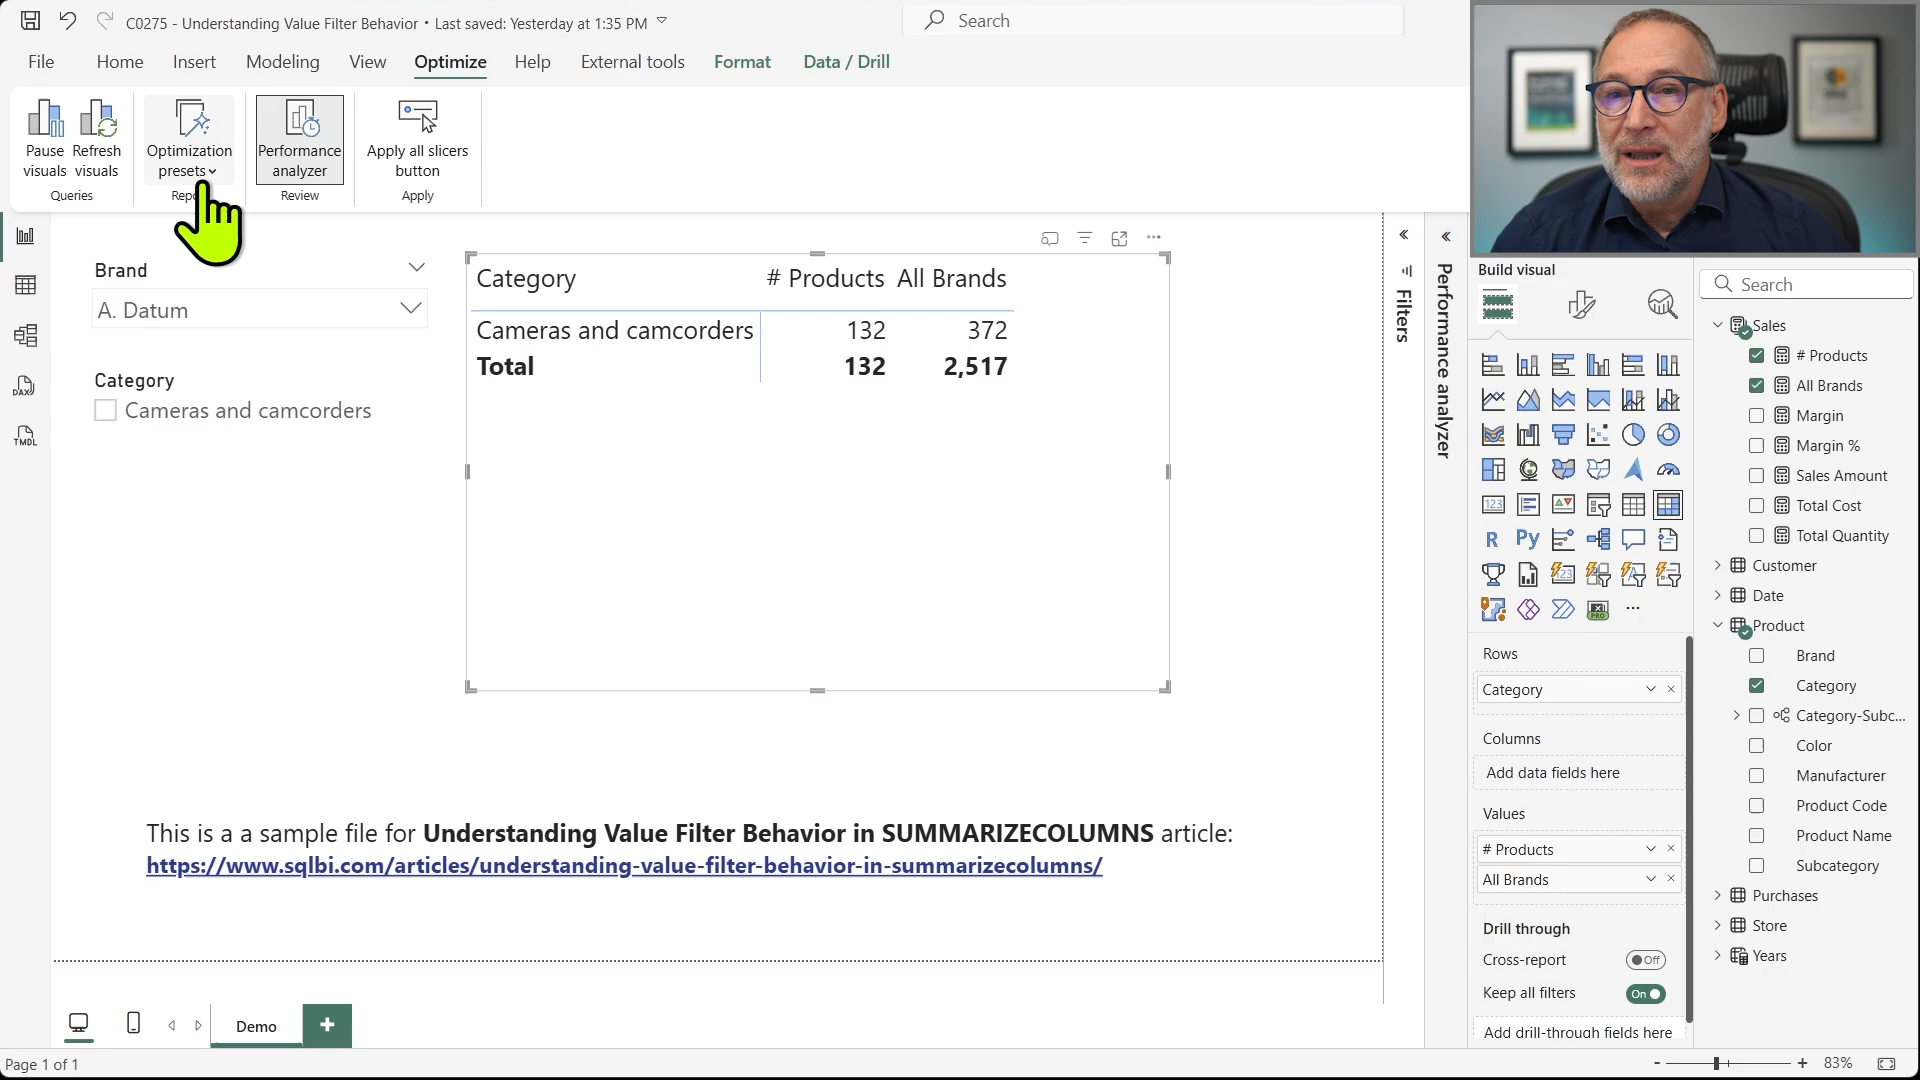 C0275 - Understanding Value Filter Behavior • Last saved: Yesterday at 1:35 PM
Search
File Home Insert Modeling View Optimize Help External tools Format Data / Drill
Pause visuals
Refresh visuals
Queries
Optimization presets
Performance analyzer
Review
Apply all slicers button
Apply
Brand
A. Datum
Category
Cameras and camcorders
Category # Products All Brands
Cameras and camcorders 132 372
Total 132 2,517
This is a a sample file for Understanding Value Filter Behavior in SUMMARIZECOLUMNS article:
https://www.sqlbi.com/articles/understanding-value-filter-behavior-in-summarizecolumns/
DAX
TMDL
Filters
Performance analyzer
Build visual
123
R Py
123
PRO
Rows
Category
Columns
Add data fields here
Values
# Products
All Brands
Drill through
Cross-report Off
Keep all filters On
Add drill-through fields here
Search
Sales
# Products
All Brands
Margin
Margin %
Sales Amount
Total Cost
Total Quantity
Customer
Date
Product
Brand
Category
Category-Subc...
Color
Manufacturer
Product Code
Product Name
Subcategory
Purchases
Store
Years
Demo
Page 1 of 1
- + 83%